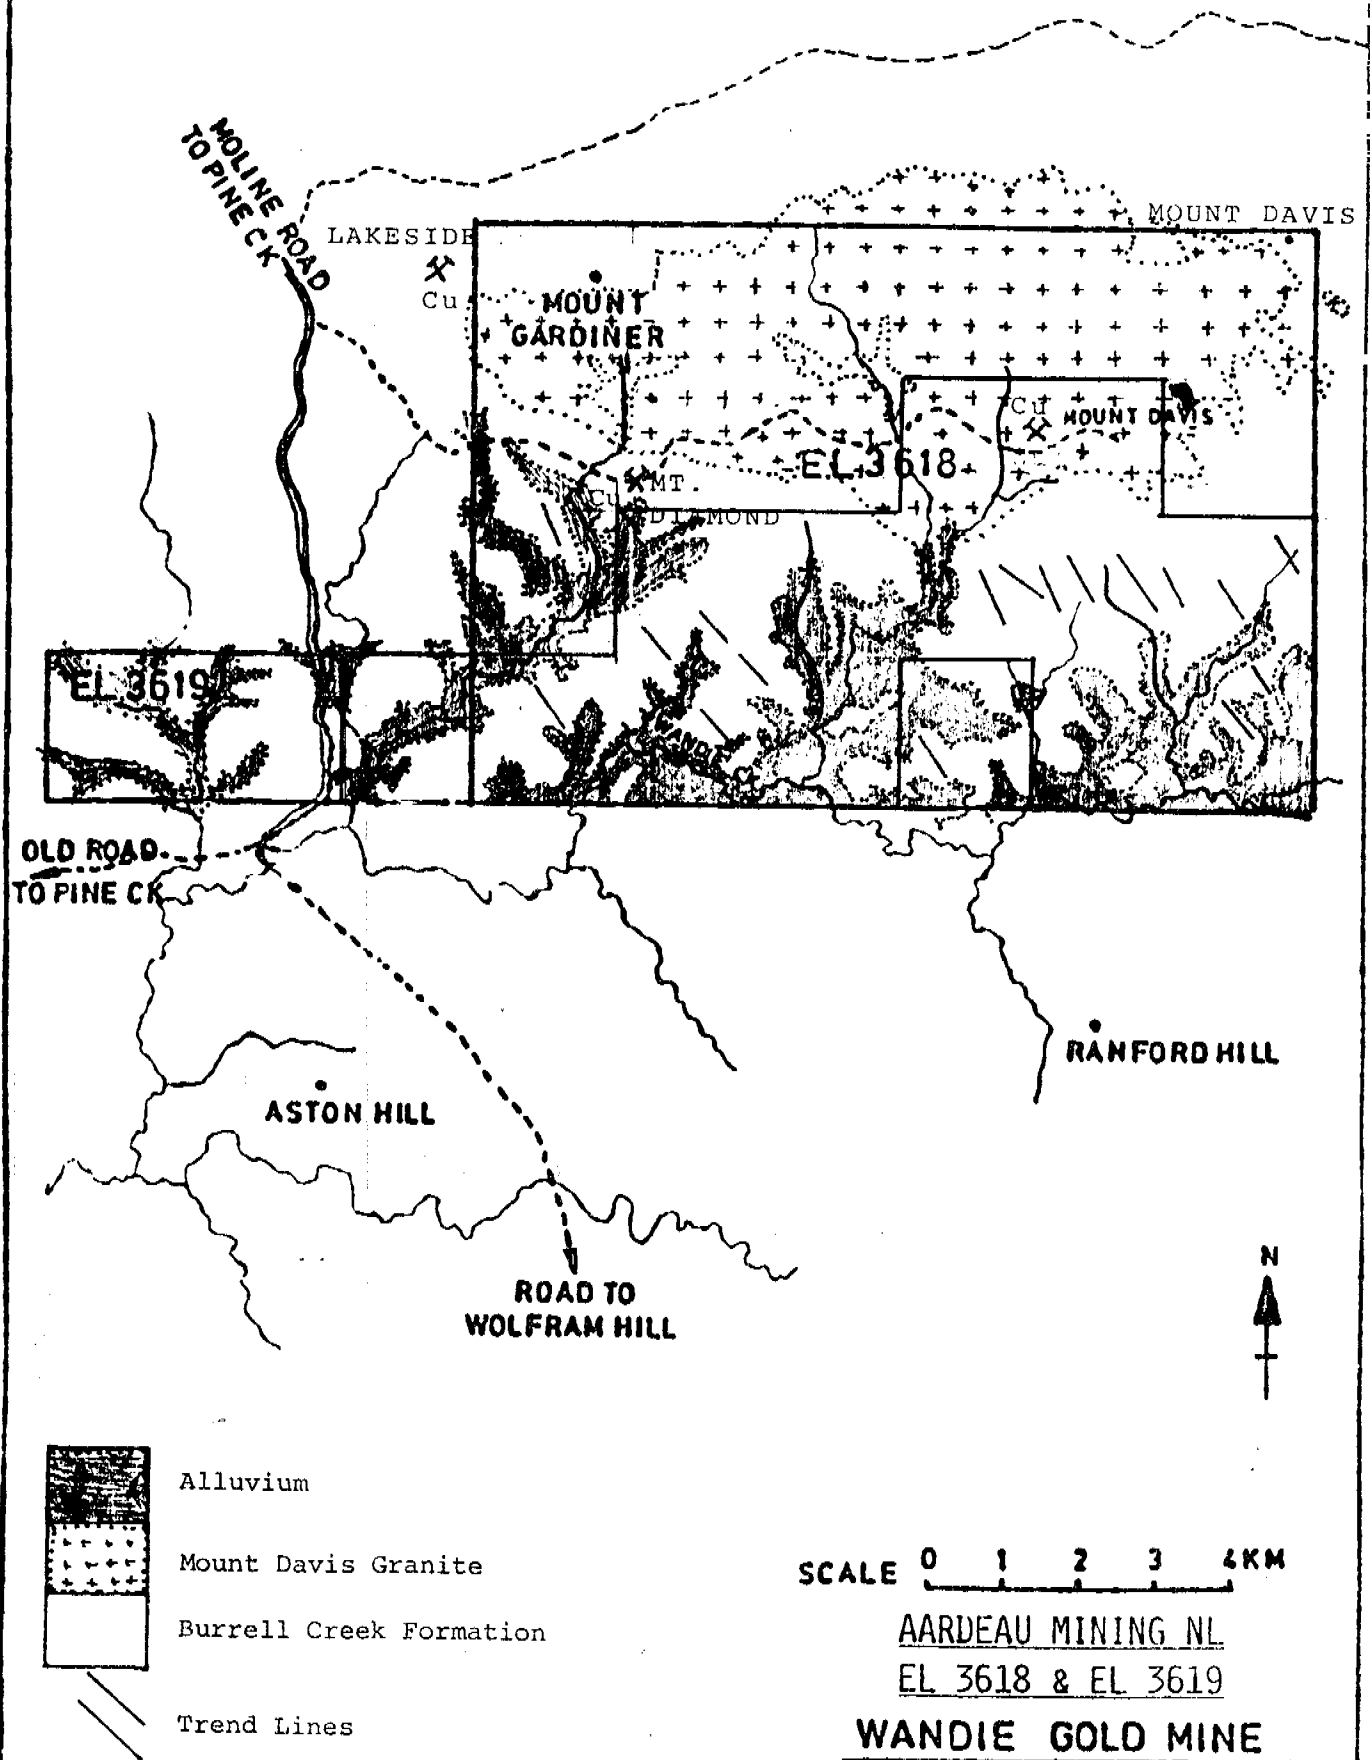 MOLINE ROAD
TO PINE CK
LAKESIDE
Cu
MOUNT DAVIS
MOUNT
GARDINER
Cu
MOUNT DAVIS
EL 3618
Cu
MT.
DIAMOND
EL 3619
WANDIE
OLD ROAD
TO PINE CK
RANFORD HILL
ASTON HILL
ROAD TO
WOLFRAM HILL
N
Alluvium
Mount Davis Granite
Burrell Creek Formation
Trend Lines
SCALE 0 1 2 3 4KM
AARDEAU MINING NL
EL 3618 & EL 3619
WANDIE GOLD MINE